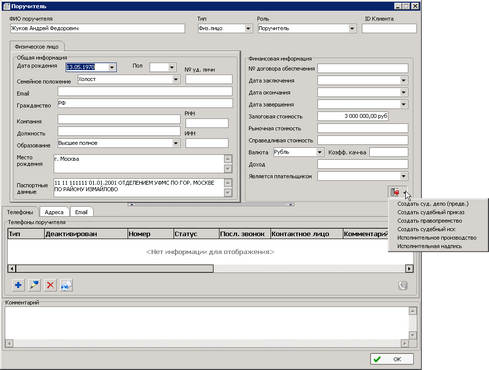 Поручитель
ФИО поручителя
Тип
Роль
ID Клиента
Жуков Андрей Федорович
Физ.лицо
Поручитель
Физическое лицо
Общая информация
Дата рождения
13.05.1970
Пол
№ уд. личн
Семейное положение
Холост
Email
Гражданство
РФ
Компания
РНН
Должность
ИНН
Образование
Высшее полное
Место рождения
г. Москва
Паспортные данные
11 11 111111 01.01.2001 ОТДЕЛЕНИЕМ УФМС ПО ГОР. МОСКВЕ
ПО РАЙОНУ ИЗМАЙЛОВО
Финансовая информация
№ договора обеспечения
Дата заключения
Дата окончания
Дата завершения
Залоговая стоимость
3 000 000,00 руб
Рыночная стоимость
Справедливая стоимость
Валюта
Рубль
Коэфф. кач-ва
Доход
Является плательщиком
Создать суд. дело (предв.)
Создать судебный приказ
Создать правопреемство
Создать судебный иск
Исполнительное производство
Исполнительная надпись
Телефоны
Адреса
Email
Телефоны поручителя
Тип
Деактивирован
Номер
Статус
Посл. звонок
Контактное лицо
Комментарий
<Нет информации для отображения>
Комментарий
OK